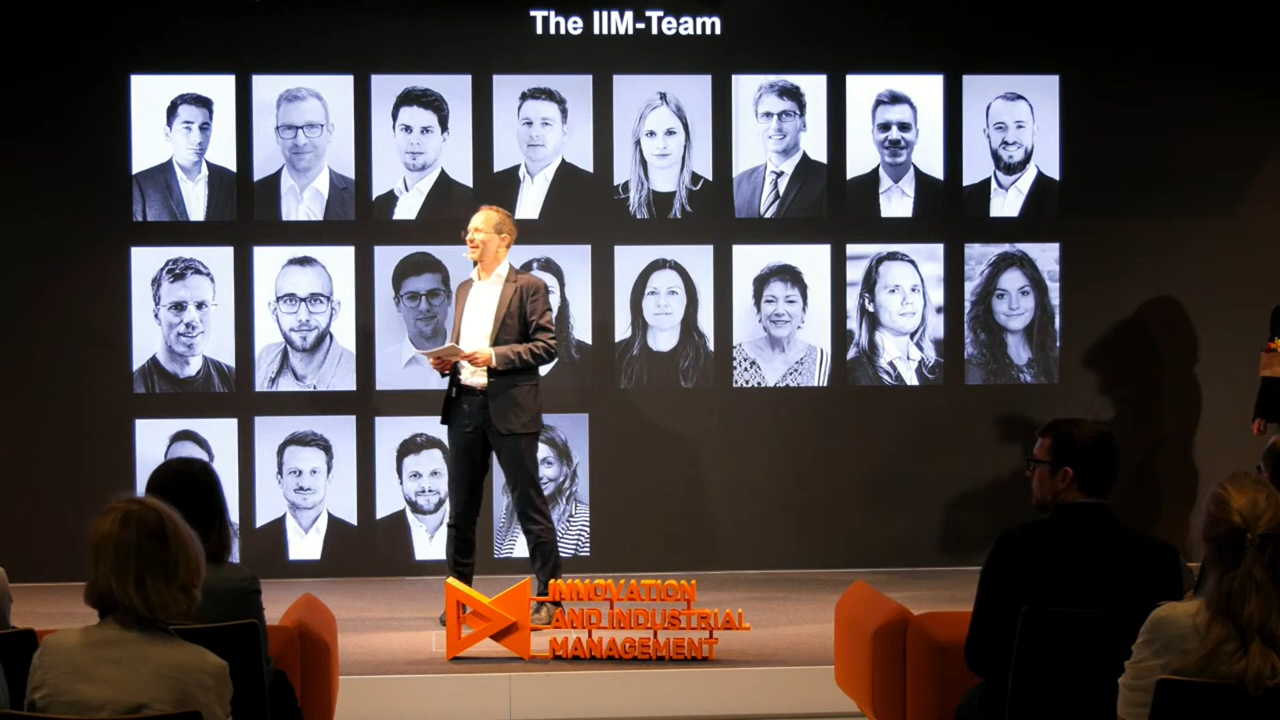 The IIM-Team
INNOVATION
AND INDUSTRIAL
MANAGEMENT